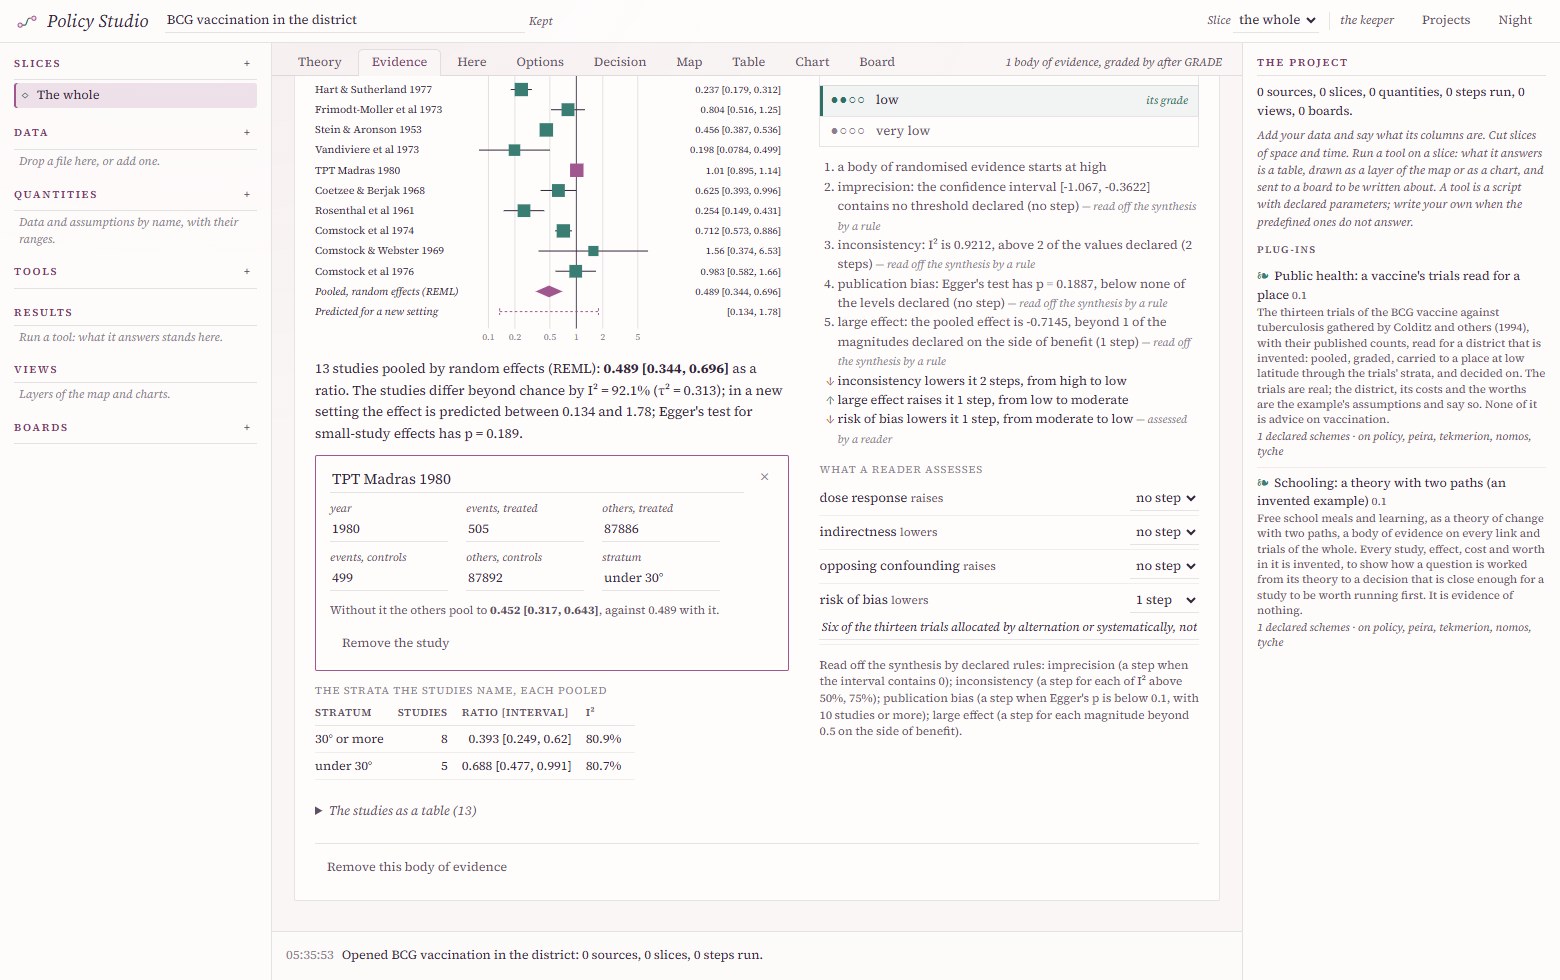 Policy Studio
BCG vaccination in the district
Kept
Slice the whole
the keeper
Projects
Night
SLICES +
The whole
DATA +
Drop a file here, or add one.
QUANTITIES +
Data and assumptions by name, with their
ranges.
TOOLS +
RESULTS
Run a tool: what it answers stands here.
VIEWS
Layers of the map and charts.
BOARDS +
Theory Evidence Here Options Decision Map Table Chart Board
1 body of evidence, graded by after GRADE
Hart & Sutherland 1977 0.237 [0.179, 0.312]
Frimodt-Moller et al 1973 0.804 [0.516, 1.25]
Stein & Aronson 1953 0.456 [0.387, 0.536]
Vandiviere et al 1973 0.198 [0.0784, 0.499]
TPT Madras 1980 1.01 [0.895, 1.14]
Coetzee & Berjak 1968 0.625 [0.393, 0.996]
Rosenthal et al 1961 0.254 [0.149, 0.431]
Comstock et al 1974 0.712 [0.573, 0.886]
Comstock & Webster 1969 1.56 [0.374, 6.53]
Comstock et al 1976 0.983 [0.582, 1.66]
Pooled, random effects (REML) 0.489 [0.344, 0.696]
Predicted for a new setting [0.134, 1.78]
0.1 0.2 0.5 1 2 5
13 studies pooled by random effects (REML): 0.489 [0.344, 0.696] as a
ratio. The studies differ beyond chance by I² = 92.1% (τ² = 0.313); in a new
setting the effect is predicted between 0.134 and 1.78; Egger's test for
small-study effects has p = 0.189.
TPT Madras 1980 ×
year events, treated others, treated
1980 505 87886
events, controls others, controls stratum
499 87892 under 30°
Without it the others pool to 0.452 [0.317, 0.643], against 0.489 with it.
Remove the study
THE STRATA THE STUDIES NAME, EACH POOLED
STRATUM STUDIES RATIO [INTERVAL] I²
30° or more 8 0.393 [0.249, 0.62] 80.9%
under 30° 5 0.688 [0.477, 0.991] 80.7%
The studies as a table (13)
Remove this body of evidence
low its grade
very low
1. a body of randomised evidence starts at high
2. imprecision: the confidence interval [-1.067, -0.3622]
contains no threshold declared (no step) — read off the synthesis
by a rule
3. inconsistency: I² is 0.9212, above 2 of the values declared (2
steps) — read off the synthesis by a rule
4. publication bias: Egger's test has p = 0.1887, below none of
the levels declared (no step) — read off the synthesis by a rule
5. large effect: the pooled effect is -0.7145, beyond 1 of the
magnitudes declared on the side of benefit (1 step) — read off
the synthesis by a rule
↓ inconsistency lowers it 2 steps, from high to low
↑ large effect raises it 1 step, from low to moderate
↓ risk of bias lowers it 1 step, from moderate to low — assessed
by a reader
WHAT A READER ASSESSES
dose response raises no step
indirectness lowers no step
opposing confounding raises no step
risk of bias lowers 1 step
Six of the thirteen trials allocated by alternation or systematically, not
Read off the synthesis by declared rules: imprecision (a step when
the interval contains 0); inconsistency (a step for each of I² above
50%, 75%); publication bias (a step when Egger's p is below 0.1, with
10 studies or more); large effect (a step for each magnitude beyond
0.5 on the side of benefit).
05:35:53 Opened BCG vaccination in the district: 0 sources, 0 slices, 0 steps run.
THE PROJECT
0 sources, 0 slices, 0 quantities, 0 steps run, 0
views, 0 boards.
Add your data and say what its columns are. Cut slices
of space and time. Run a tool on a slice: what it answers
is a table, drawn as a layer of the map or as a chart, and
sent to a board to be written about. A tool is a script
with declared parameters; write your own when the
predefined ones do not answer.
PLUG-INS
Public health: a vaccine's trials read for a
place 0.1
The thirteen trials of the BCG vaccine against
tuberculosis gathered by Colditz and others (1994),
with their published counts, read for a district that is
invented: pooled, graded, carried to a place at low
latitude through the trials' strata, and decided on. The
trials are real; the district, its costs and the worths
are the example's assumptions and say so. None of it
is advice on vaccination.
1 declared schemes · on policy, peira, tekmerion, nomos,
tyche
Schooling: a theory with two paths (an
invented example) 0.1
Free school meals and learning, as a theory of change
with two paths, a body of evidence on every link and
trials of the whole. Every study, effect, cost and worth
in it is invented, to show how a question is worked
from its theory to a decision that is close enough for a
study to be worth running first. It is evidence of
nothing.
1 declared schemes · on policy, peira, tekmerion, nomos,
tyche